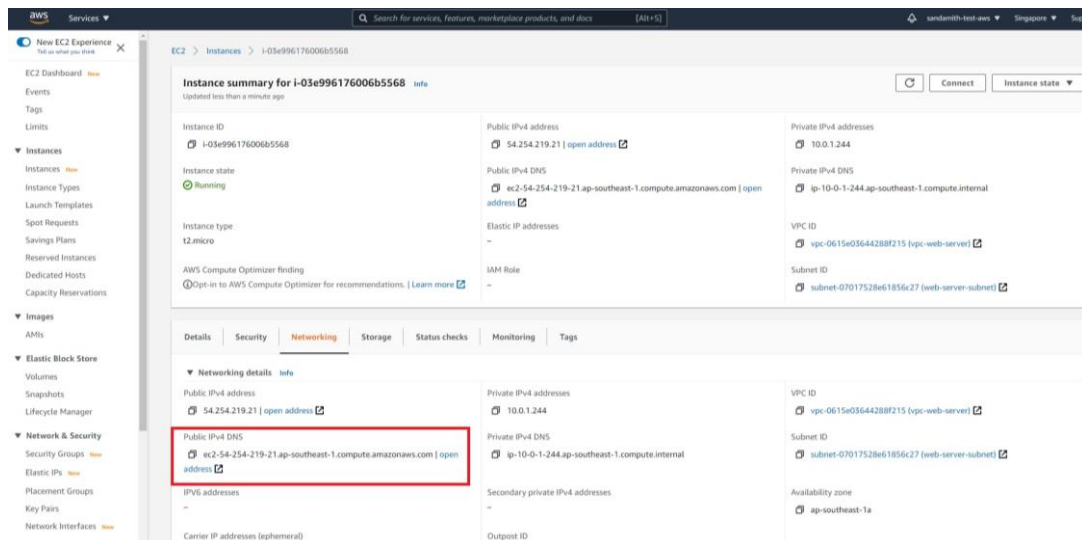 aws Services ▼ Search for services, features, marketplace products, and docs [Alt+S] sandamith-test-aws ▼ Singapore ▼
New EC2 Experience
Tell us what you think
EC2 Dashboard New
Events
Tags
Limits
▼ Instances
Instances New
Instance Types
Launch Templates
Spot Requests
Savings Plans
Reserved Instances
Dedicated Hosts
Capacity Reservations
▼ Images
AMIs
▼ Elastic Block Store
Volumes
Snapshots
Lifecycle Manager
▼ Network & Security
Security Groups New
Elastic IPs New
Placement Groups
Key Pairs
Network Interfaces New
EC2 > Instances > i-03e996176006b5568
Instance summary for i-03e996176006b5568 Info
Updated less than a minute ago
Connect Instance state ▼
Instance ID
i-03e996176006b5568
Public IPv4 address
54.254.219.21 | open address
Private IPv4 addresses
10.0.1.244
Instance state
Running
Public IPv4 DNS
ec2-54-254-219-21.ap-southeast-1.compute.amazonaws.com | open
address
Private IPv4 DNS
ip-10-0-1-244.ap-southeast-1.compute.internal
Instance type
t2.micro
Elastic IP addresses
–
VPC ID
vpc-0615e03644288f215 (vpc-web-server)
AWS Compute Optimizer finding
Opt-in to AWS Compute Optimizer for recommendations. | Learn more
IAM Role
–
Subnet ID
subnet-07017528e61856c27 (web-server-subnet)
Details Security Networking Storage Status checks Monitoring Tags
▼ Networking details Info
Public IPv4 address
54.254.219.21 | open address
Private IPv4 addresses
10.0.1.244
VPC ID
vpc-0615e03644288f215 (vpc-web-server)
Public IPv4 DNS
ec2-54-254-219-21.ap-southeast-1.compute.amazonaws.com | open
address
Private IPv4 DNS
ip-10-0-1-244.ap-southeast-1.compute.internal
Subnet ID
subnet-07017528e61856c27 (web-server-subnet)
IPV6 addresses
–
Secondary private IPv4 addresses
–
Availability zone
ap-southeast-1a
Carrier IP addresses (ephemeral)
Outpost ID